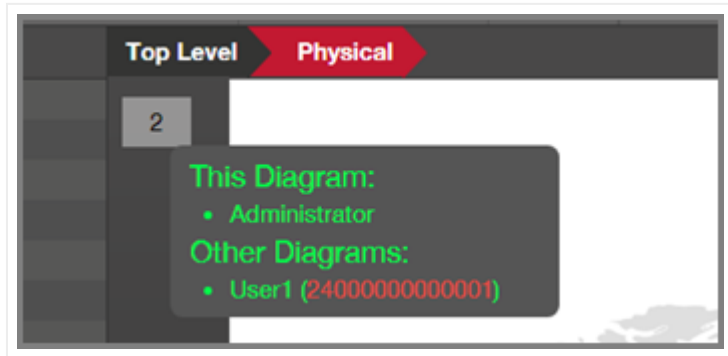 Top Level Physical
2
This Diagram:
• Administrator
Other Diagrams:
• User1 (24000000000001)